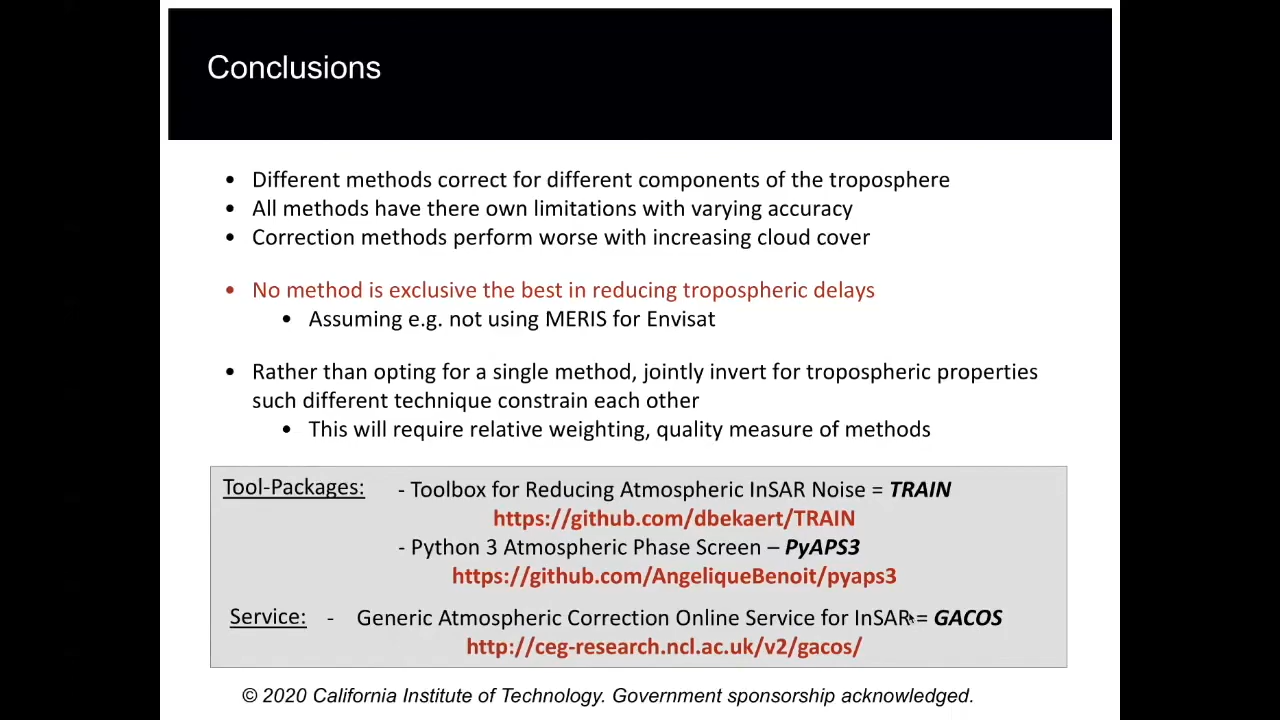 Conclusions
• Different methods correct for different components of the troposphere
• All methods have there own limitations with varying accuracy
• Correction methods perform worse with increasing cloud cover
• No method is exclusive the best in reducing tropospheric delays
• Assuming e.g. not using MERIS for Envisat
• Rather than opting for a single method, jointly invert for tropospheric properties
such different technique constrain each other
• This will require relative weighting, quality measure of methods
Tool-Packages: - Toolbox for Reducing Atmospheric InSAR Noise = TRAIN
https://github.com/dbekaert/TRAIN
- Python 3 Atmospheric Phase Screen – PyAPS3
https://github.com/AngeliqueBenoit/pyaps3
Service: - Generic Atmospheric Correction Online Service for InSAR = GACOS
http://ceg-research.ncl.ac.uk/v2/gacos/
© 2020 California Institute of Technology. Government sponsorship acknowledged.